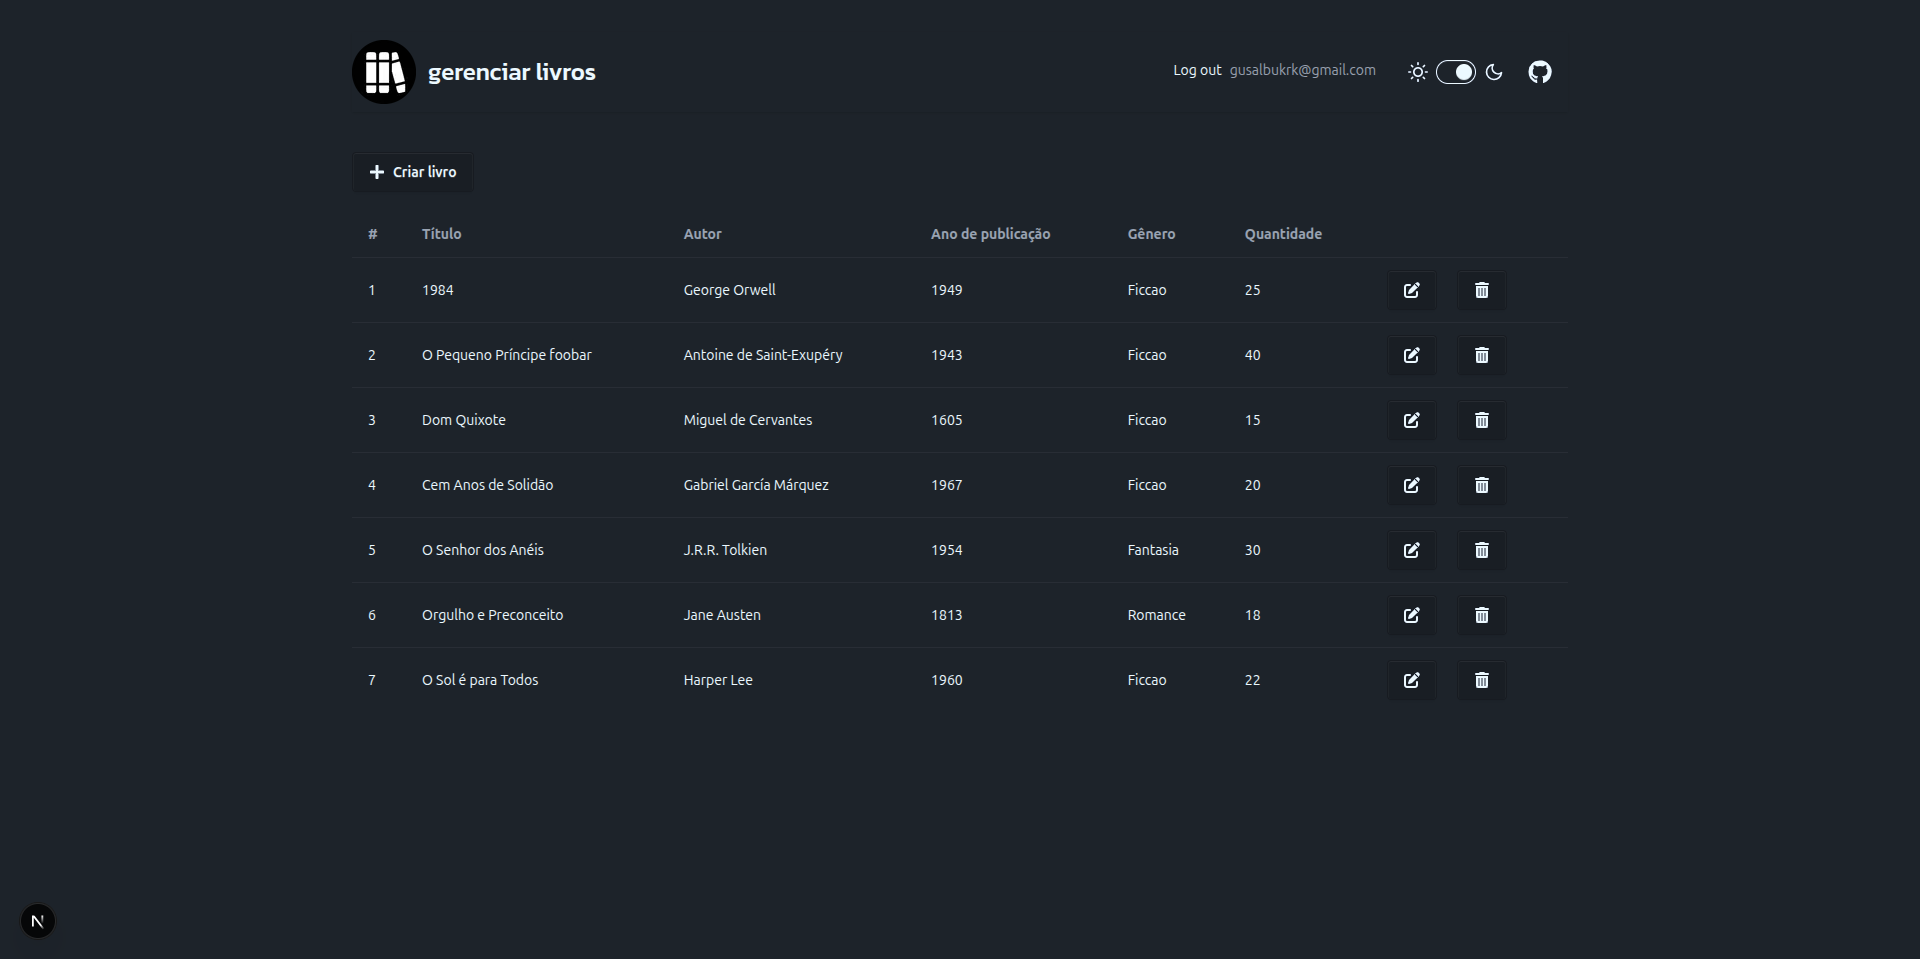 gerenciar livros
Log out gusalbukrk@gmail.com
Criar livro
# Título Autor Ano de publicação Gênero Quantidade
1 1984 George Orwell 1949 Ficcao 25
2 O Pequeno Príncipe foobar Antoine de Saint-Exupéry 1943 Ficcao 40
3 Dom Quixote Miguel de Cervantes 1605 Ficcao 15
4 Cem Anos de Solidão Gabriel García Márquez 1967 Ficcao 20
5 O Senhor dos Anéis J.R.R. Tolkien 1954 Fantasia 30
6 Orgulho e Preconceito Jane Austen 1813 Romance 18
7 O Sol é para Todos Harper Lee 1960 Ficcao 22
N